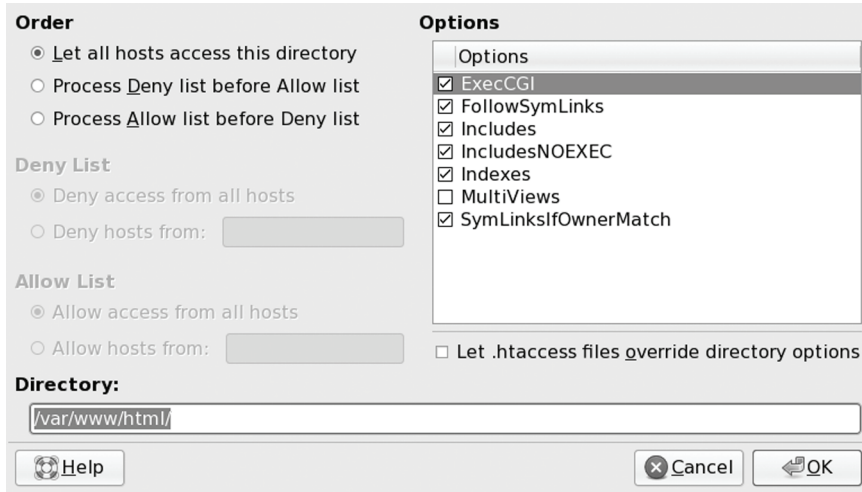 Order
Let all hosts access this directory
Process Deny list before Allow list
Process Allow list before Deny list
Deny List
Deny access from all hosts
Deny hosts from:
Allow List
Allow access from all hosts
Allow hosts from:
Options
Options
ExecCGI
FollowSymLinks
Includes
IncludesNOEXEC
Indexes
MultiViews
SymLinksIfOwnerMatch
Let .htaccess files override directory options
Directory:
/var/www/html/
Help
Cancel
OK